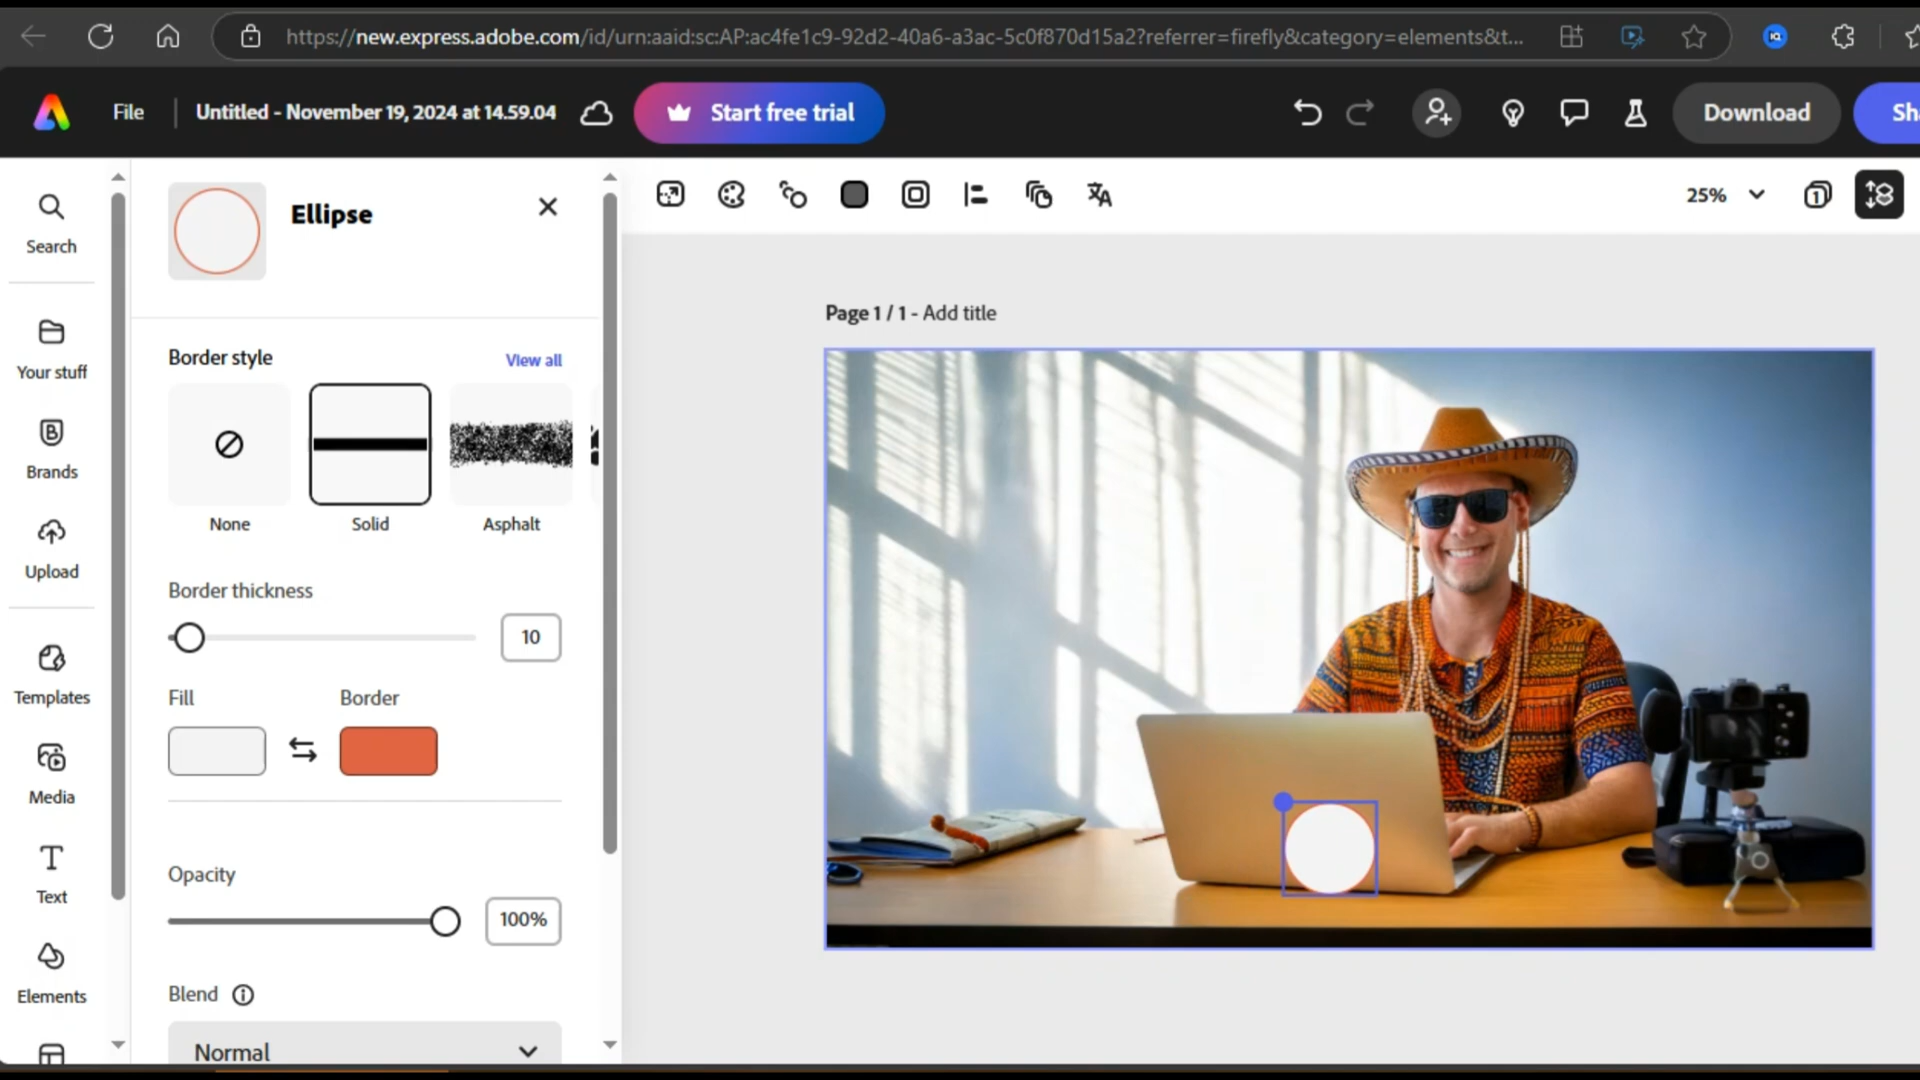 https://new.express.adobe.com/id/urn:aaid:sc:AP:ac4fe1c9-92d2-40a6-a3ac-5c0f870d15a2?referrer=firefly&category=elements&t...
File
Untitled - November 19, 2024 at 14.59.04
Start free trial
Download
Sha
Search
Your stuff
Brands
Upload
Templates
Media
Text
Elements
Ellipse
Border style
View all
None
Solid
Asphalt
Border thickness
10
Fill
Border
Opacity
100%
Blend
Normal
25%
1
Page 1 / 1 - Add title